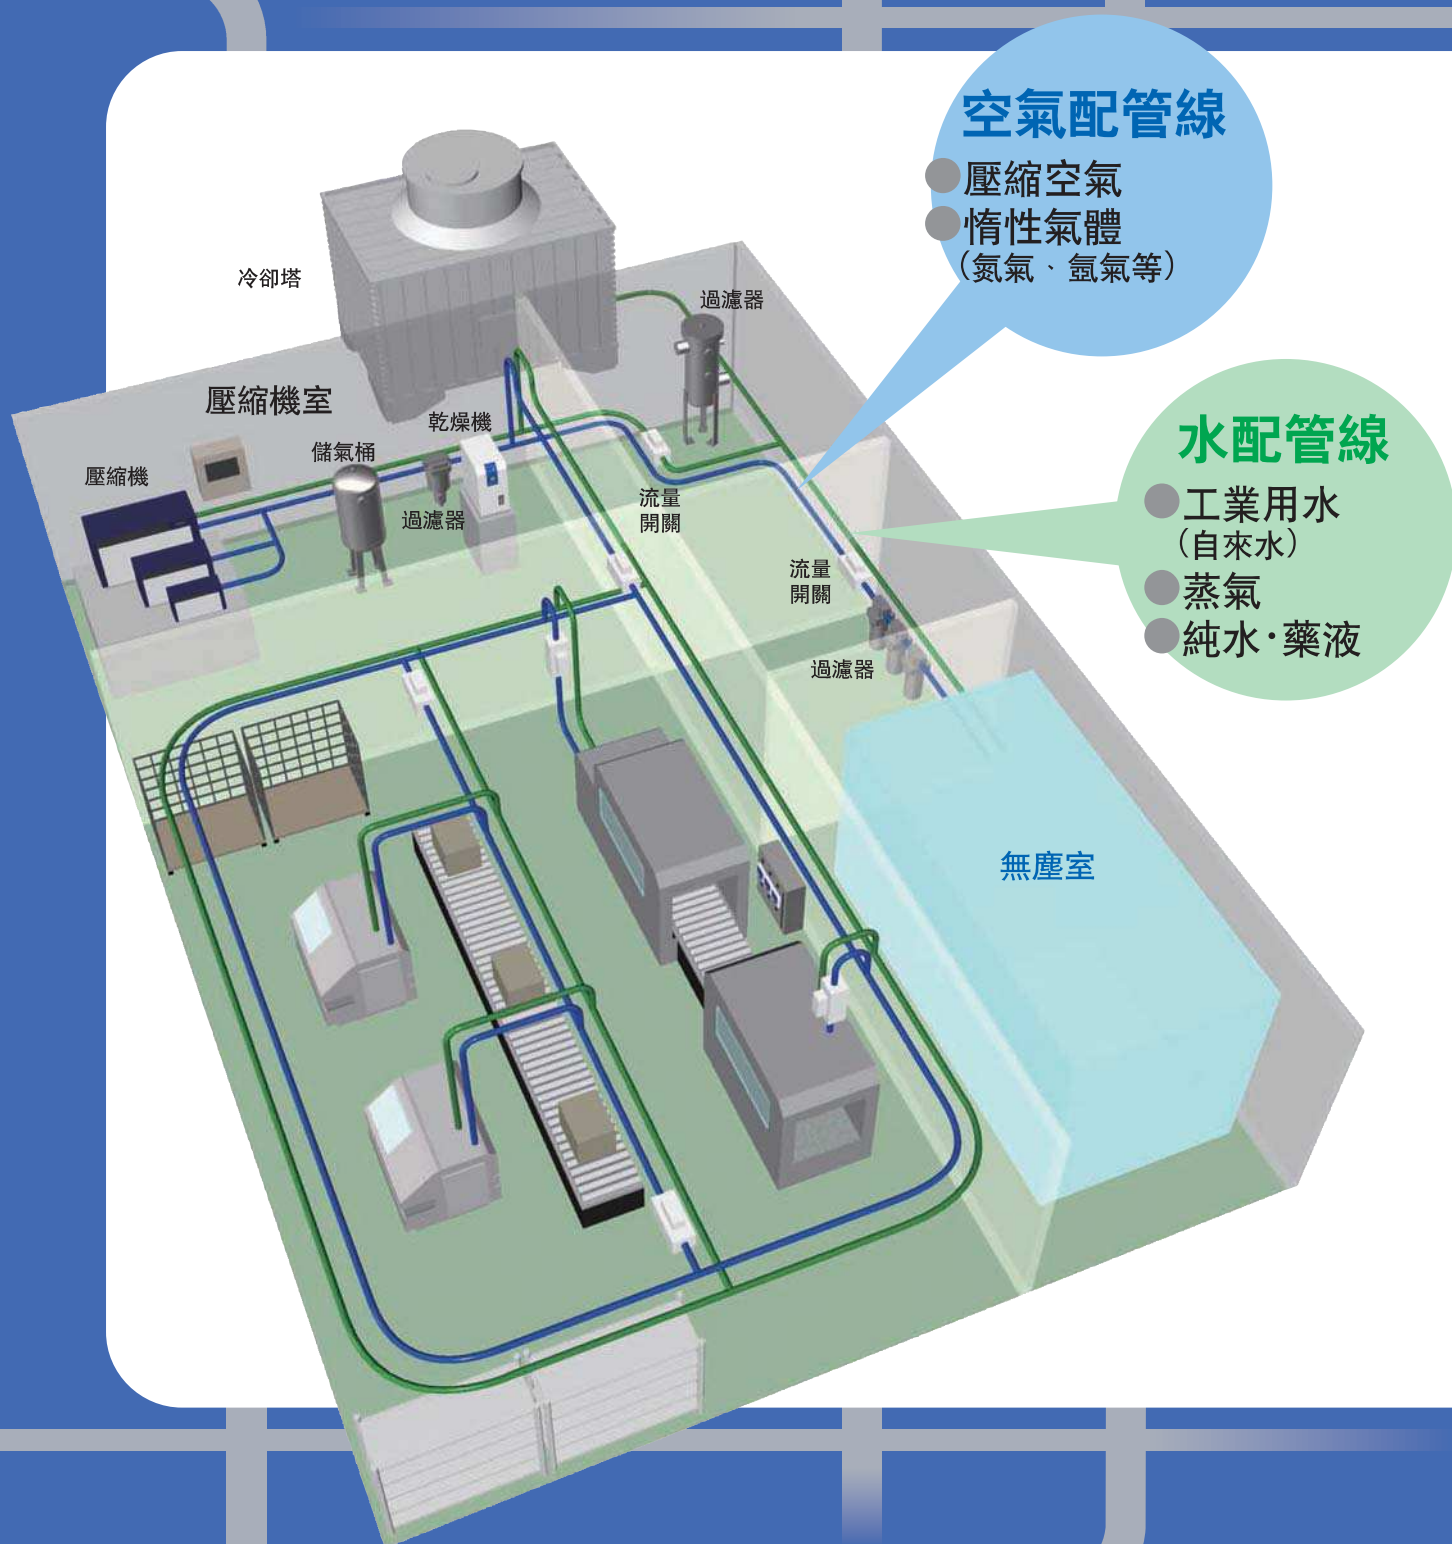 空氣配管線
壓縮空氣
惰性氣體
(氮氣、氬氣等)
冷卻塔
過濾器
壓縮機室
乾燥機
儲氣桶
壓縮機
過濾器
流量
開關
水配管線
工業用水
(自來水)
蒸氣
純水·藥液
流量
開關
過濾器
無塵室